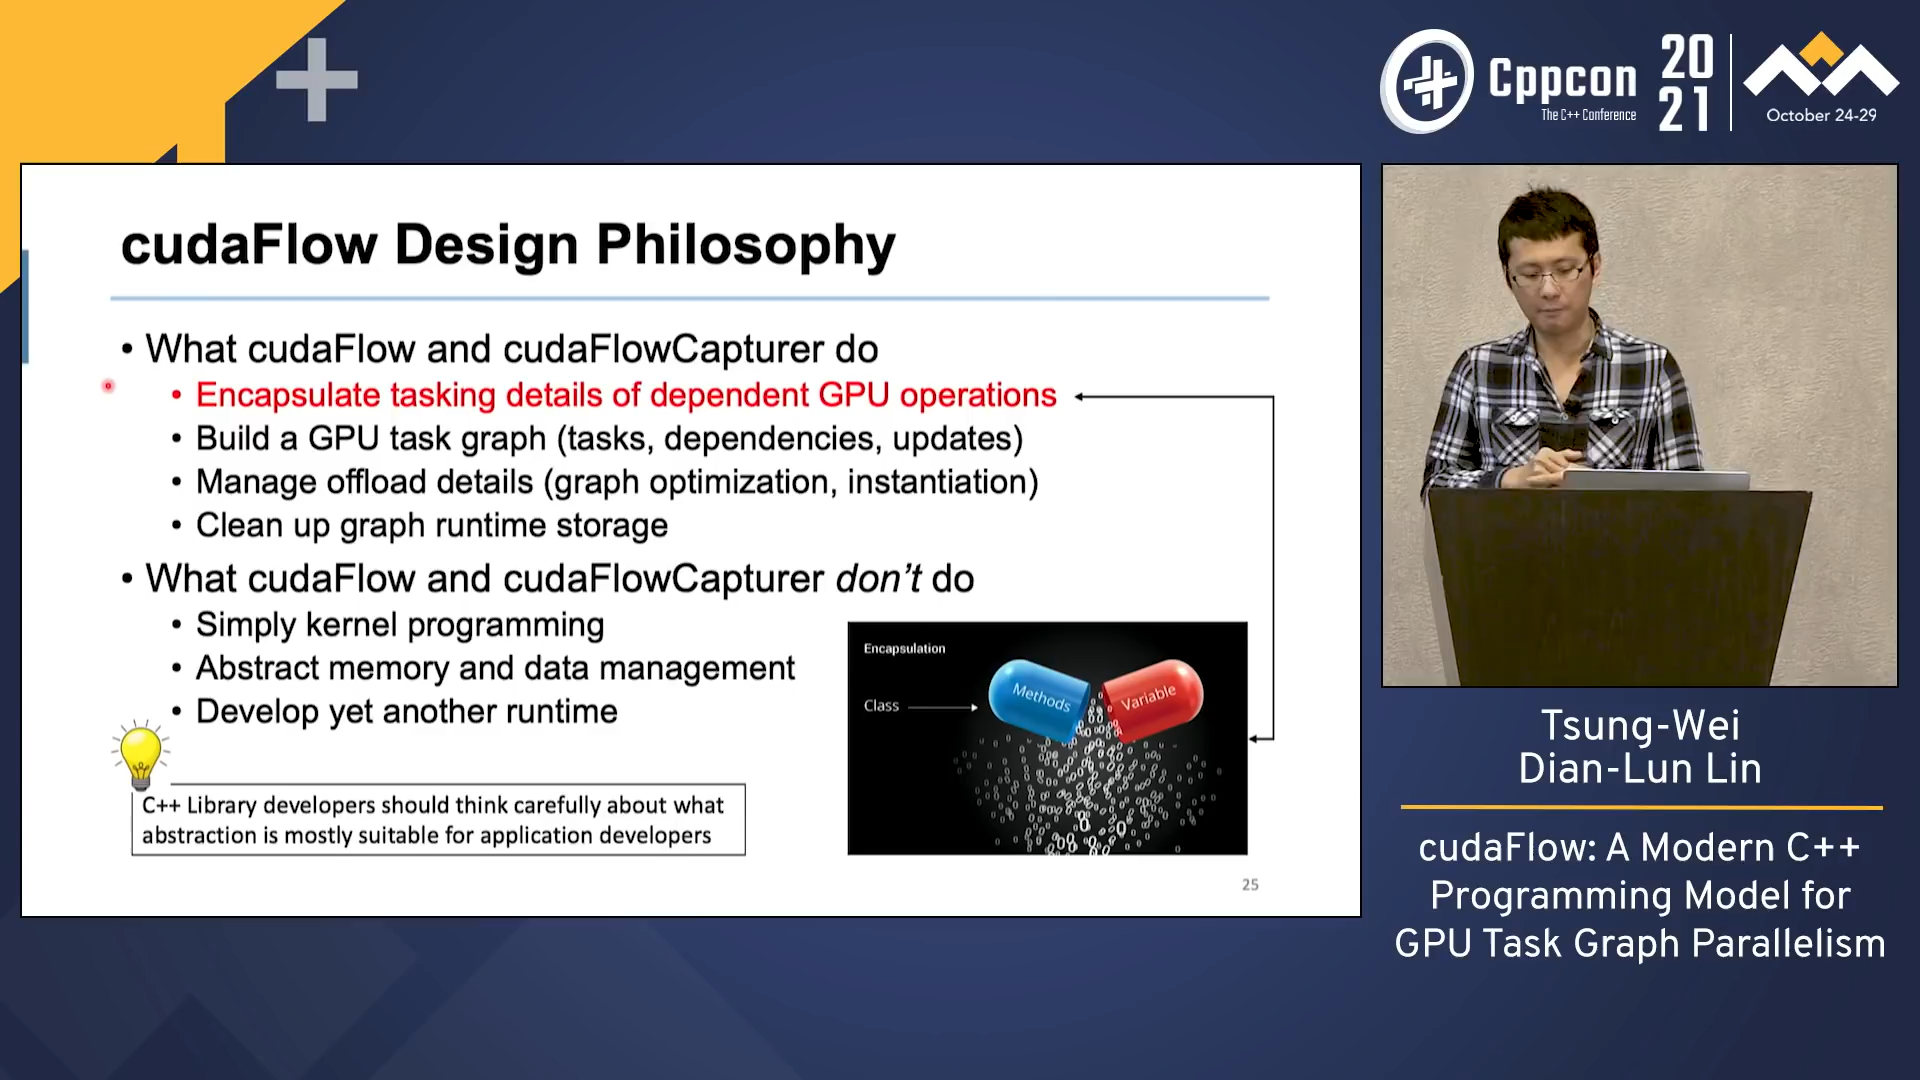 Cppcon
The C++ Conference
20
21
October 24-29
cudaFlow Design Philosophy
• What cudaFlow and cudaFlowCapturer do
• Encapsulate tasking details of dependent GPU operations
• Build a GPU task graph (tasks, dependencies, updates)
• Manage offload details (graph optimization, instantiation)
• Clean up graph runtime storage
• What cudaFlow and cudaFlowCapturer don't do
• Simply kernel programming
• Abstract memory and data management
• Develop yet another runtime
C++ Library developers should think carefully about what
abstraction is mostly suitable for application developers
Encapsulation
Class
Methods
Variable
25
Tsung-Wei
Dian-Lun Lin
cudaFlow: A Modern C++
Programming Model for
GPU Task Graph Parallelism